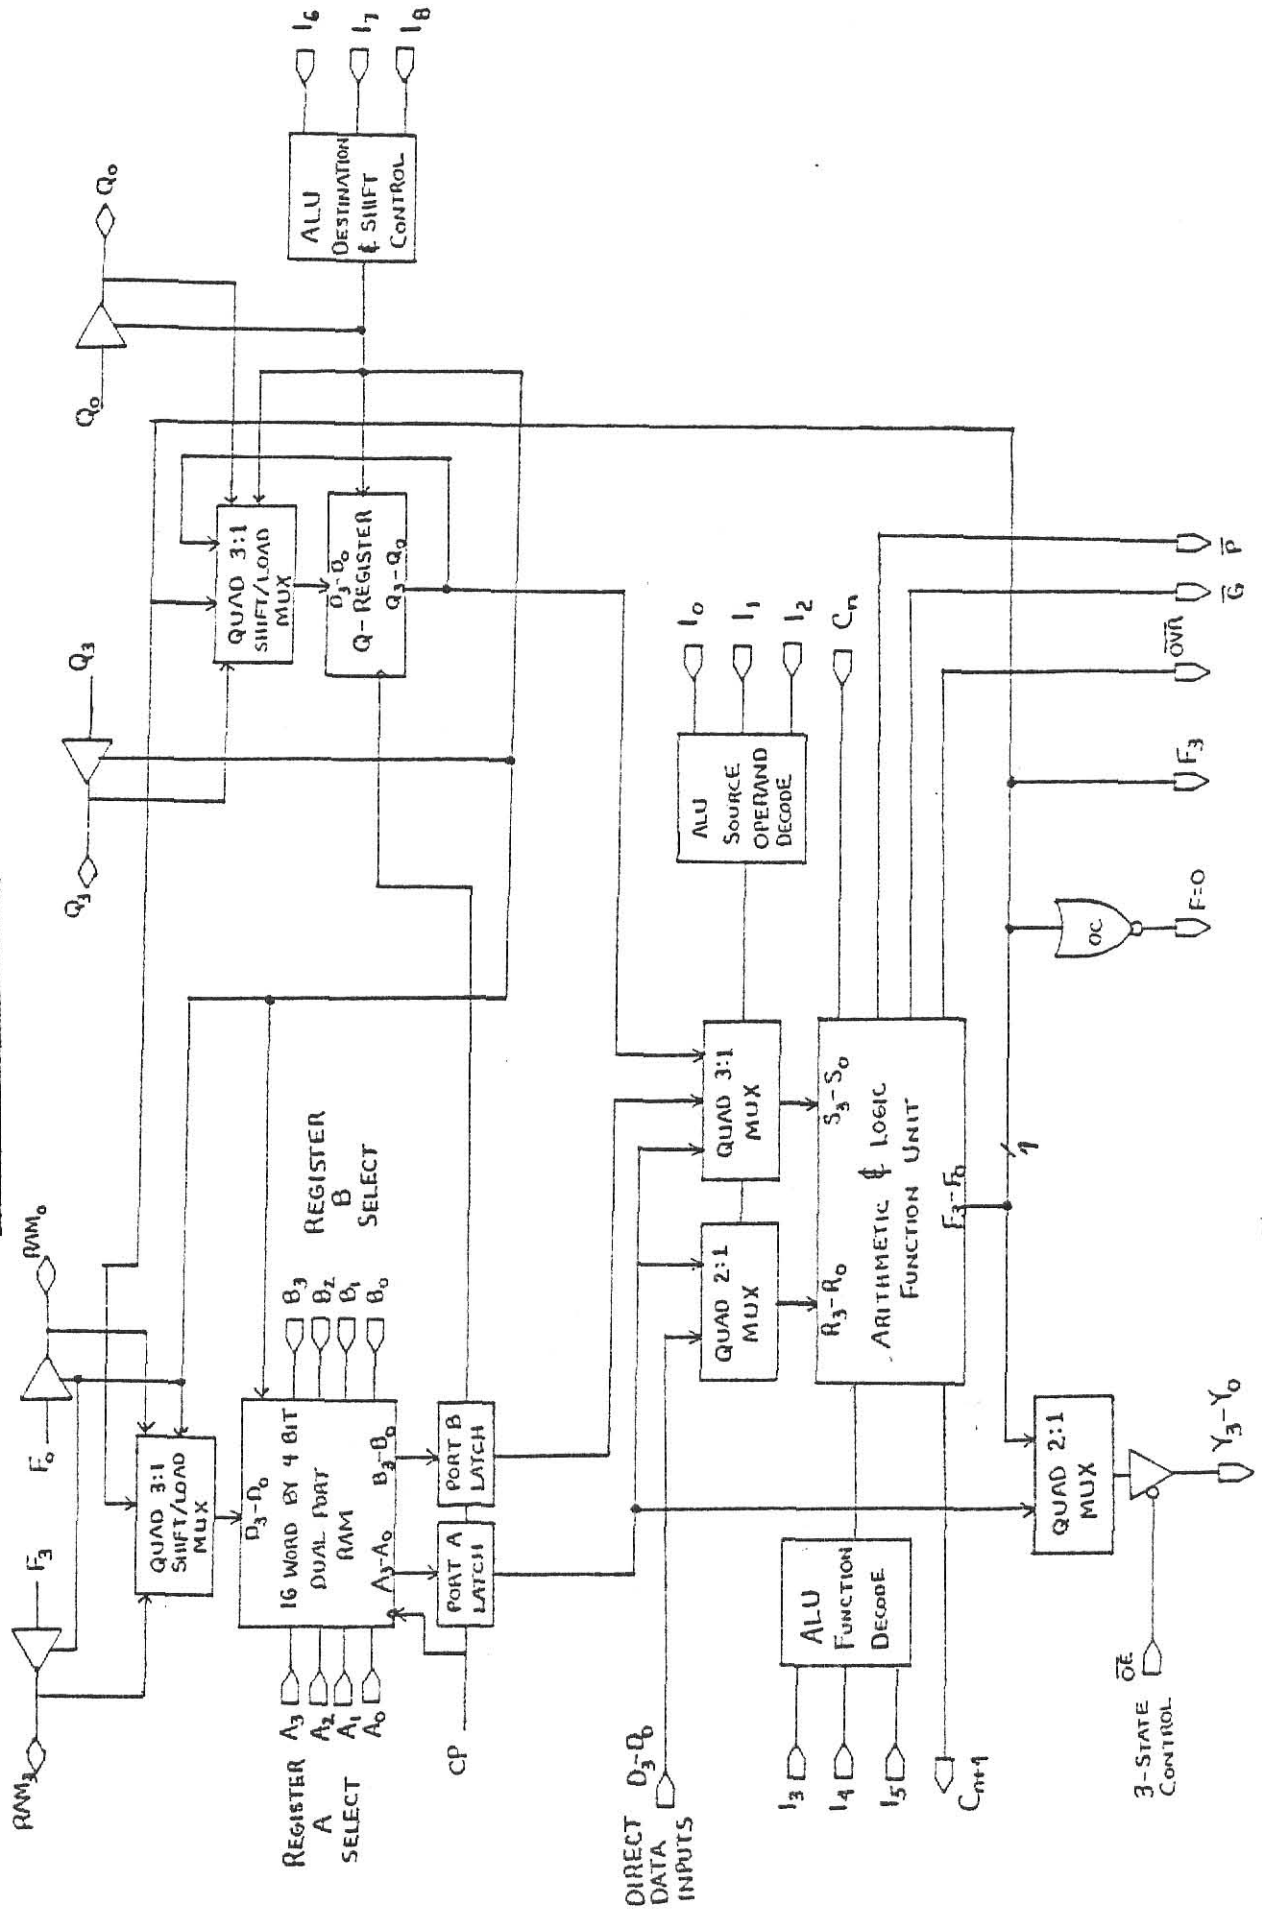 RAM3
F3
F0
RAM0
Q3
Q3
Q0
Q0
QUAD 3:1
SHIFT/LOAD
MUX
QUAD 3:1
SHIFT/LOAD
MUX
D3-D0
16 WORD BY 4 BIT
DUAL PORT
RAM
A3-A0
B3-B0
REGISTER
A
SELECT
A3
A2
A1
A0
B3
B2
B1
B0
REGISTER
B
SELECT
D3-D0
Q-REGISTER
Q3-Q0
ALU
DESTINATION
& SHIFT
CONTROL
I6
I7
I8
CP
PORT A
LATCH
PORT B
LATCH
DIRECT
DATA
INPUTS
D3-D0
QUAD 2:1
MUX
QUAD 3:1
MUX
ALU
SOURCE
OPERAND
DECODE
I0
I1
I2
Cn
I3
I4
I5
ALU
FUNCTION
DECODE
R3-R0
S3-S0
ARITHMETIC & LOGIC
FUNCTION UNIT
F3-F0
Cn+4
4
P̅
G̅
O̅V̅R̅
F3
OC
F=0
QUAD 2:1
MUX
O̅E̅
3-STATE
CONTROL
Y3-Y0